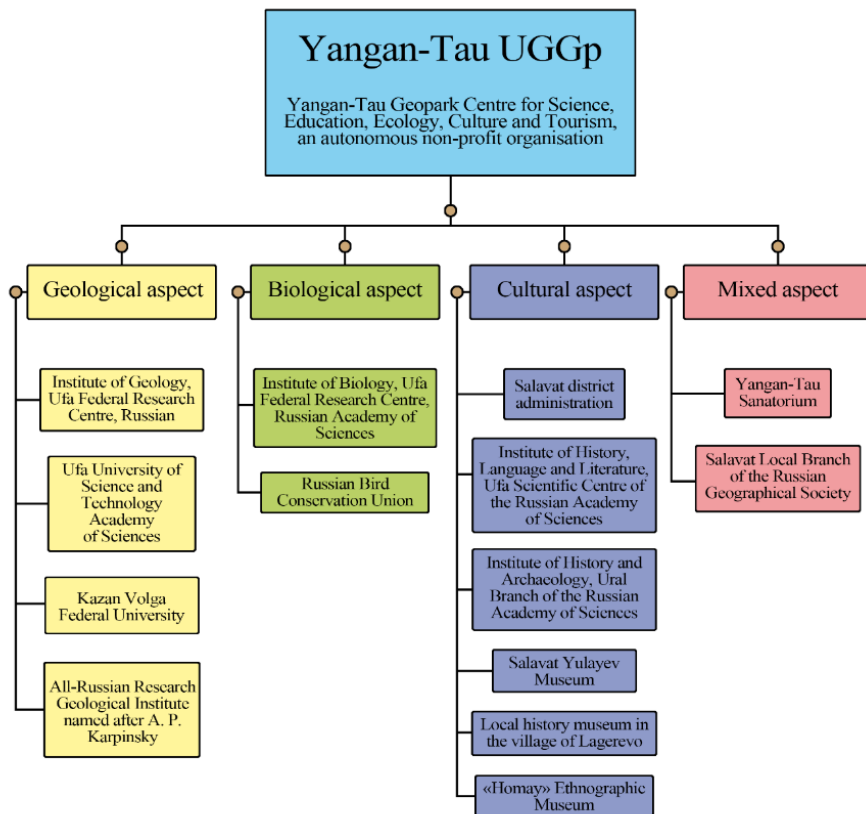 Yangan-Tau UGGp
Yangan-Tau Geopark Centre for Science,
Education, Ecology, Culture and Tourism,
an autonomous non-profit organisation
Geological aspect
Institute of Geology,
Ufa Federal Research
Centre, Russian
Ufa University of
Science and
Technology
Academy
of Sciences
Kazan Volga
Federal University
All-Russian Research
Geological Institute
named after A. P.
Karpinsky
Biological aspect
Institute of Biology, Ufa
Federal Research Centre,
Russian Academy of
Sciences
Russian Bird
Conservation Union
Cultural aspect
Salavat district
administration
Institute of History,
Language and Literature,
Ufa Scientific Centre of
the Russian Academy
of Sciences
Institute of History and
Archaeology, Ural
Branch of the Russian
Academy of Sciences
Salavat Yulayev
Museum
Local history museum in
the village of Lagerevo
«Homay» Ethnographic
Museum
Mixed aspect
Yangan-Tau
Sanatorium
Salavat Local Branch
of the Russian
Geographical Society